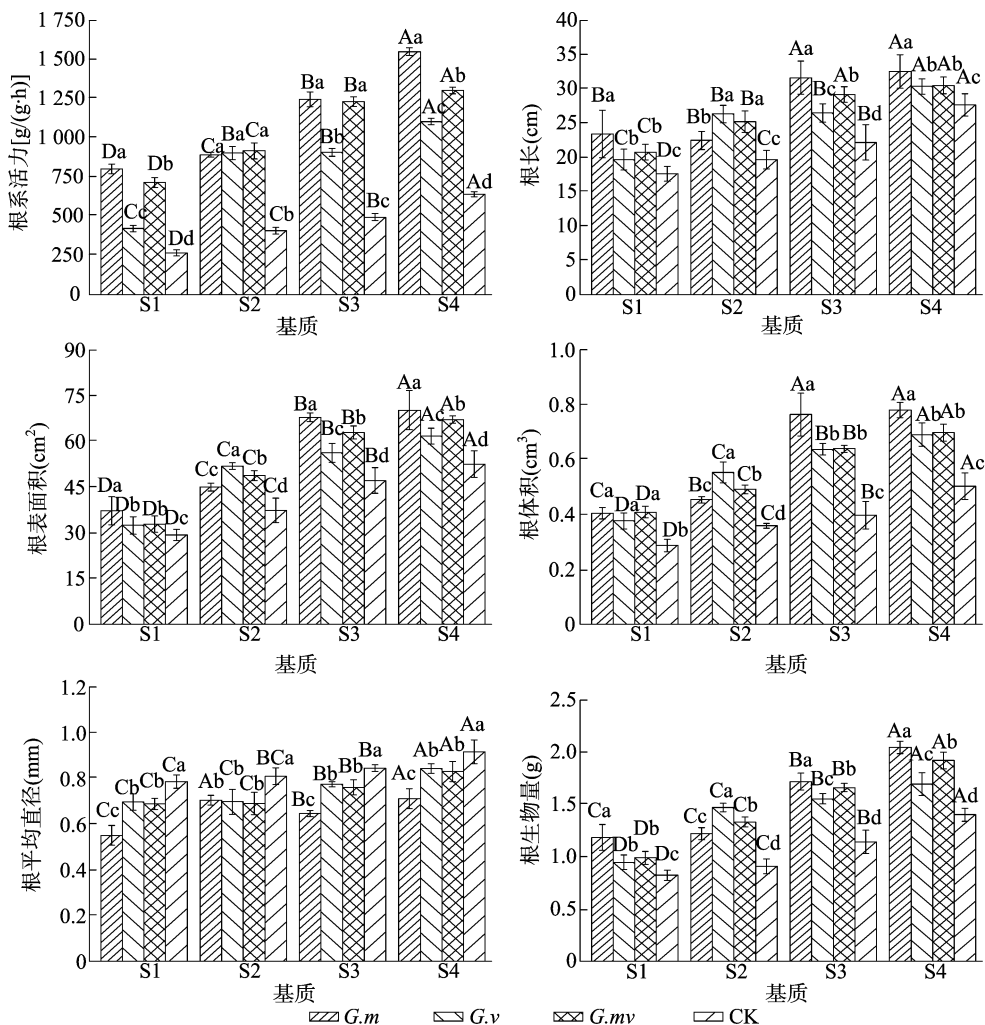 1 750
1 500
1 250
1 000
750
500
250
0
根系活力[g/(g·h)]
Da
Cc
Db
Dd
Ca
Ba
Ca
Cb
Ba
Bb
Ba
Bc
Aa
Ac
Ab
Ad
S1 S2 S3 S4
基质
40
35
30
25
20
15
10
5
0
根长(cm)
Ba
Cb
Cb
Dc
Bb
Ca
Ba
Cc
Aa
Bc
Ab
Bd
Aa
Ab
Ab
Ac
S1 S2 S3 S4
基质
90
75
60
45
30
15
0
根表面积(cm²)
Da
Db
Db
Dc
Cc
Ca
Cb
Cd
Ba
Bc
Bb
Bd
Aa
Ac
Ab
Ad
S1 S2 S3 S4
基质
1.0
0.8
0.6
0.4
0.2
0
根体积(cm³)
Ca
Da
Da
Db
Bc
Ca
Cb
Cd
Aa
Bb
Bb
Bc
Aa
Ab
Ab
Ac
S1 S2 S3 S4
基质
1.2
1.0
0.8
0.6
0.4
0.2
0
根平均直径(mm)
Cc
Cb
Cb
Ca
Ab
Cb
Cb
BCa
Bc
Bb
Bb
Ba
Ac
Ab
Ab
Aa
S1 S2 S3 S4
基质
2.5
2.0
1.5
1.0
0.5
0
根生物量(g)
Ca
Db
Db
Dc
Cc
Ca
Cb
Cd
Ba
Bc
Bb
Bd
Aa
Ac
Ab
Ad
S1 S2 S3 S4
基质
G.m G.v G.mv CK